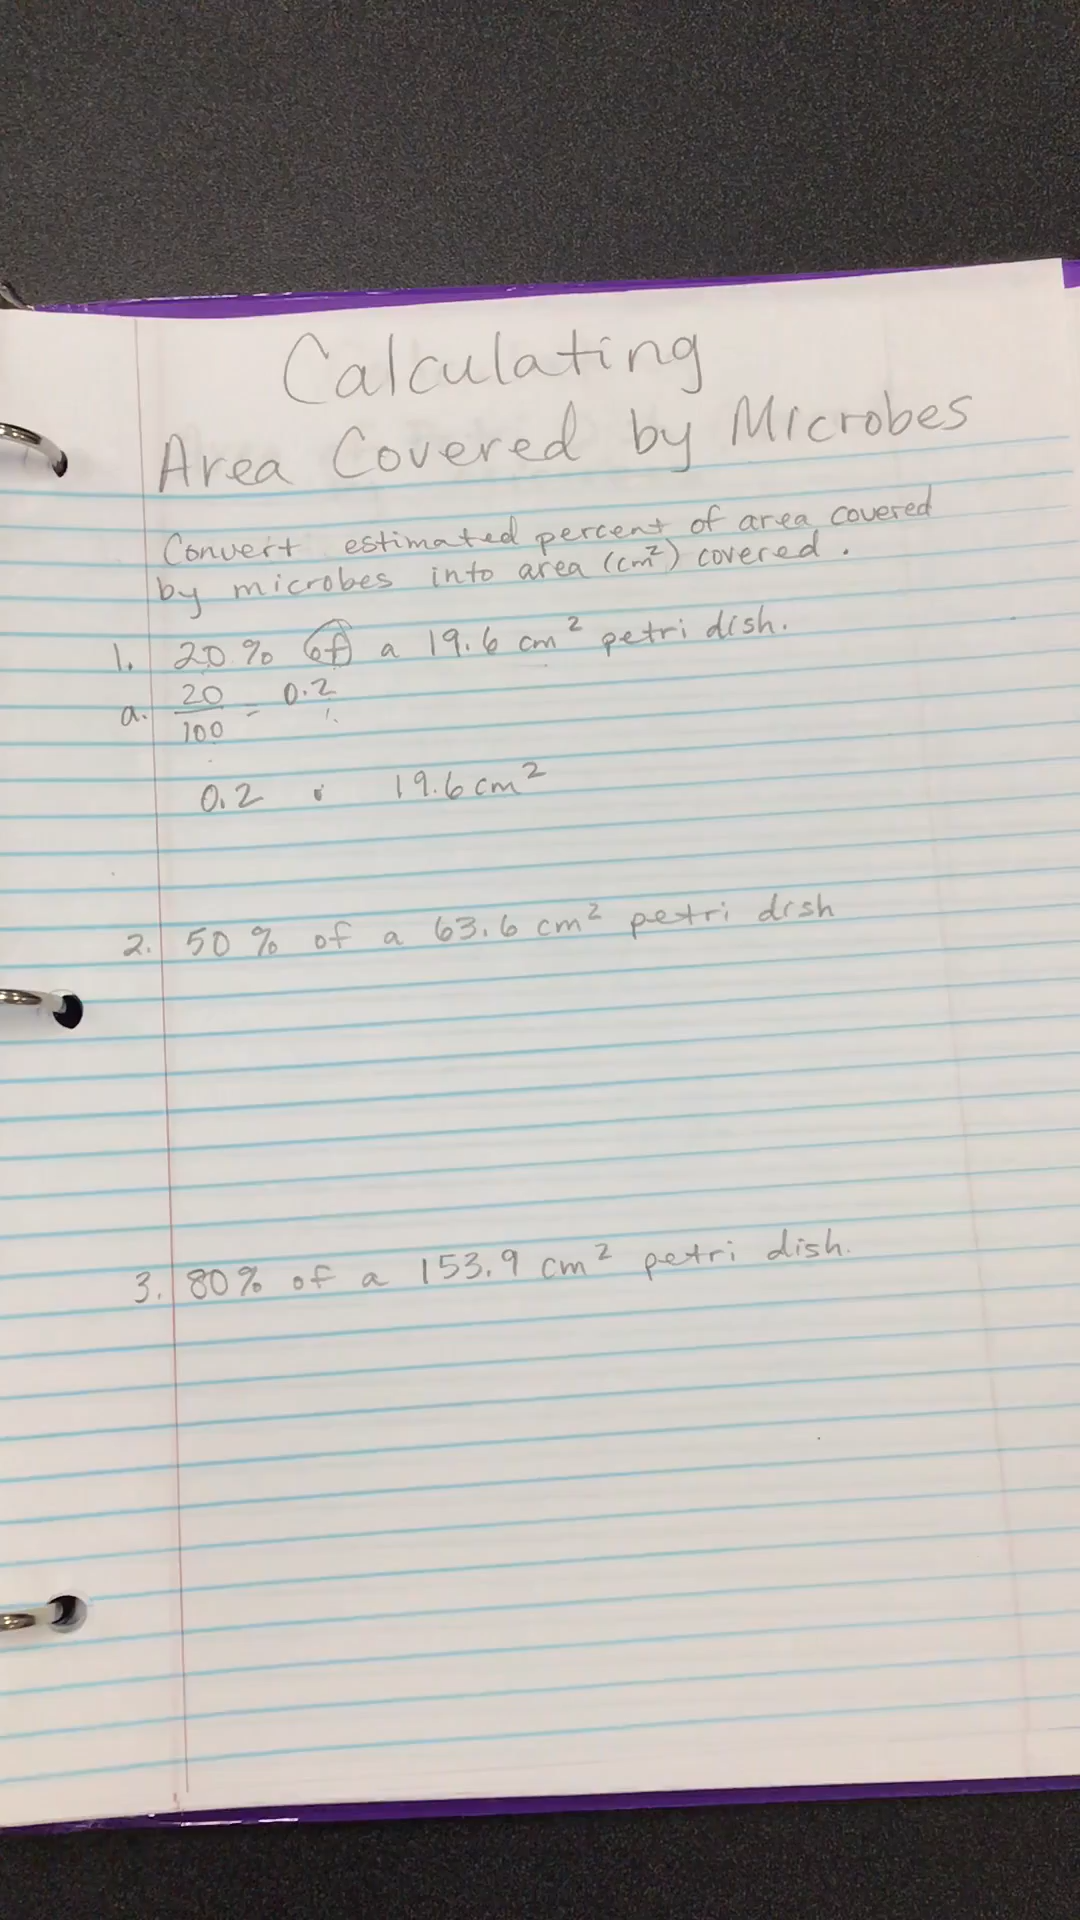 Calculating
Area Covered by Microbes
Convert estimated percent of area covered
by microbes into area (cm²) covered.
1. 20% of a 19.6 cm² petri dish.
a. 20/100 = 0.2
0.2 · 19.6 cm²
2. 50% of a 63.6 cm² petri dish
3. 80% of a 153.9 cm² petri dish.